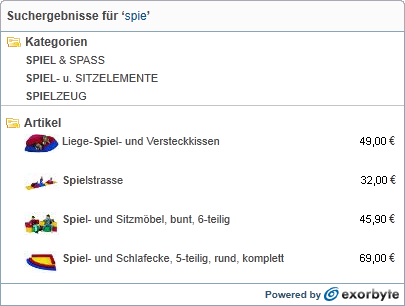 Suchergebnisse für ‘spie’
Kategorien
SPIEL & SPASS
SPIEL- u. SITZELEMENTE
SPIELZEUG
Artikel
Liege-Spiel- und Versteckkissen 49,00 €
Spielstrasse 32,00 €
Spiel- und Sitzmöbel, bunt, 6-teilig 45,90 €
Spiel- und Schlafecke, 5-teilig, rund, komplett 69,00 €
Powered by exorbyte